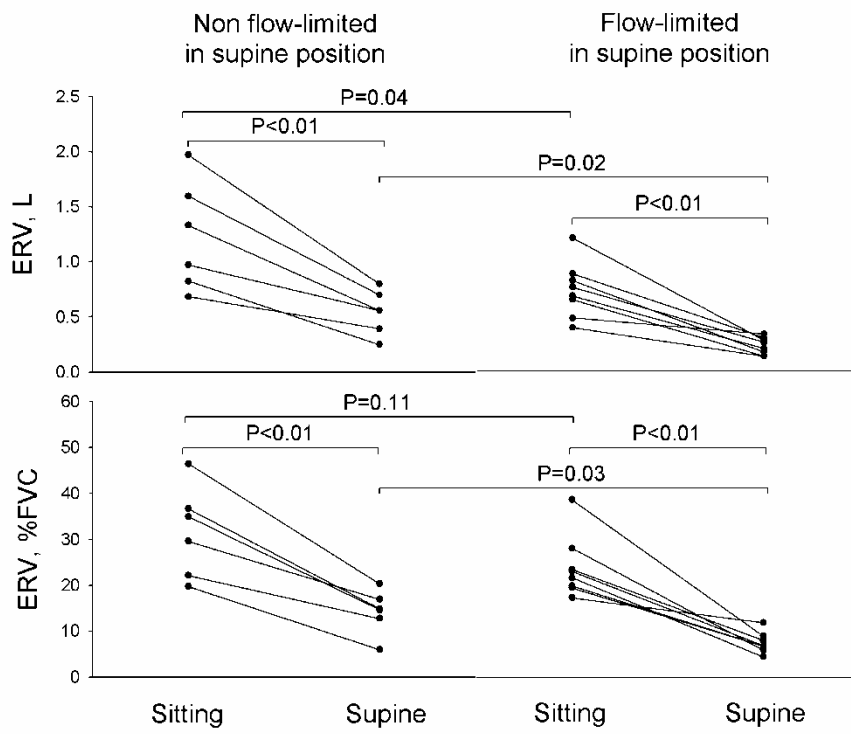 Non flow-limited
in supine position
Flow-limited
in supine position
ERV, L
2.5
2.0
1.5
1.0
0.5
0.0
P=0.04
P<0.01
P=0.02
P<0.01
ERV, %FVC
60
50
40
30
20
10
0
P=0.11
P<0.01
P<0.01
P=0.03
Sitting
Supine
Sitting
Supine